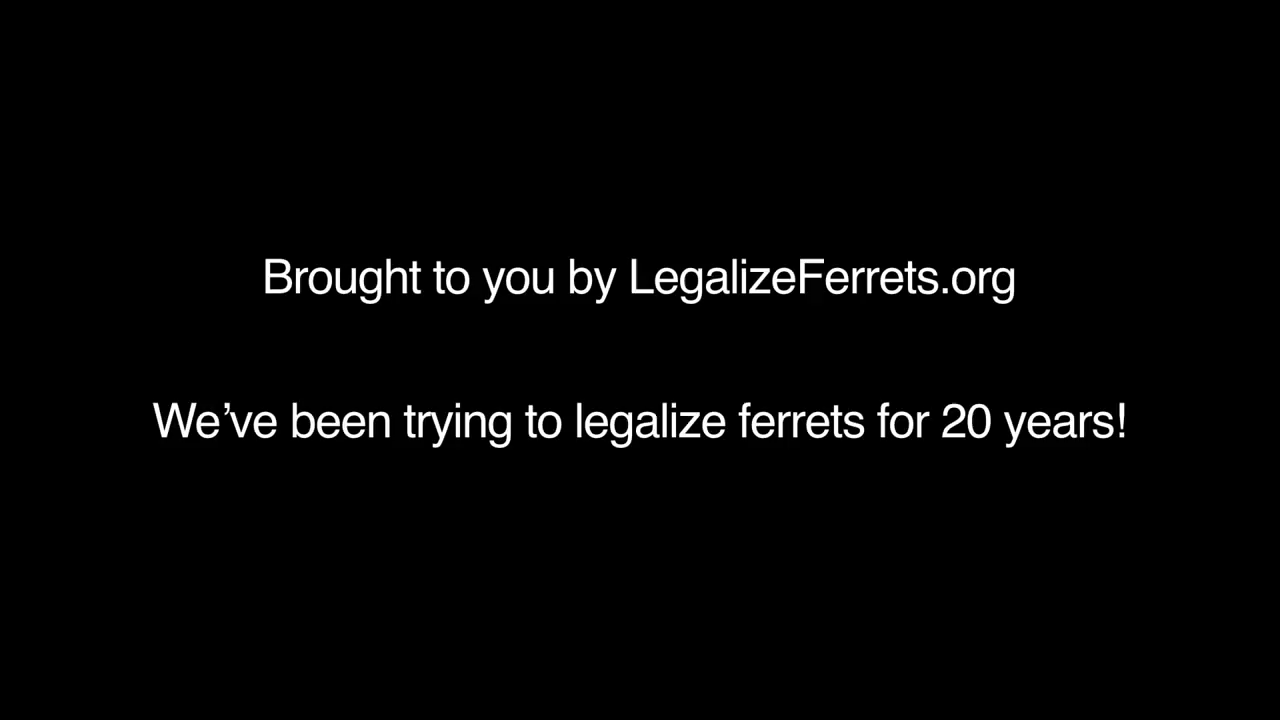 Brought to you by LegalizeFerrets.org
We’ve been trying to legalize ferrets for 20 years!